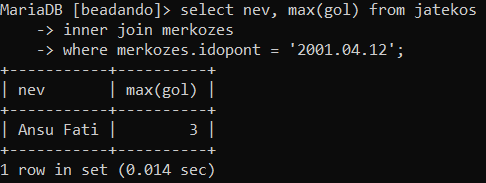 MariaDB [beadando]> select nev, max(gol) from jatekos
    -> inner join merkozes
    -> where merkozes.idopont = '2001.04.12';
+-----------+----------+
| nev       | max(gol) |
+-----------+----------+
| Ansu Fati |        3 |
+-----------+----------+
1 row in set (0.014 sec)